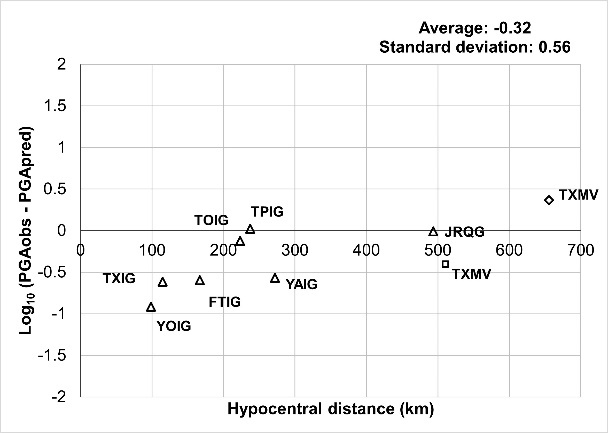 Average: -0.32
Standard deviation: 0.56
2
1.5
1
0.5
0
-0.5
-1
-1.5
-2
0 100 200 300 400 500 600 700
TXMV
TPIG
TOIG
JRQG
TXMV
TXIG
YAIG
FTIG
YOIG
Log10 (PGAobs - PGApred)
Hypocentral distance (km)